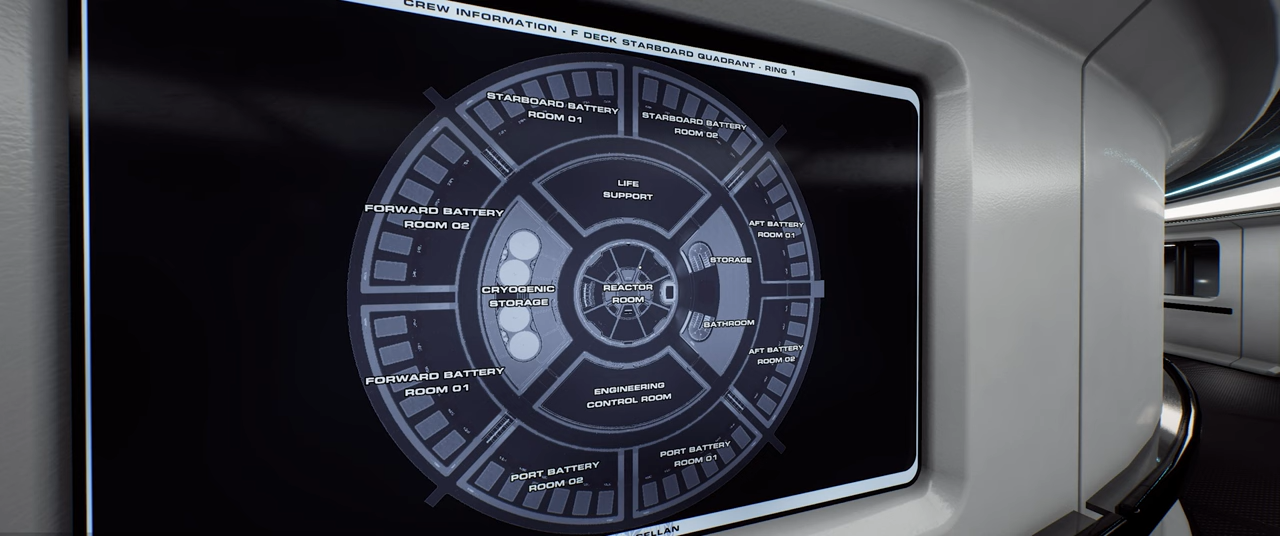 CREW INFORMATION - F DECK STARBOARD QUADRANT - RING 1
STARBOARD BATTERY
ROOM 01
STARBOARD BATTERY
ROOM 02
LIFE
SUPPORT
FORWARD BATTERY
ROOM 02
AFT BATTERY
ROOM 01
STORAGE
CRYOGENIC
STORAGE
REACTOR
ROOM
BATHROOM
AFT BATTERY
ROOM 02
FORWARD BATTERY
ROOM 01
ENGINEERING
CONTROL ROOM
PORT BATTERY
ROOM 02
PORT BATTERY
ROOM 01